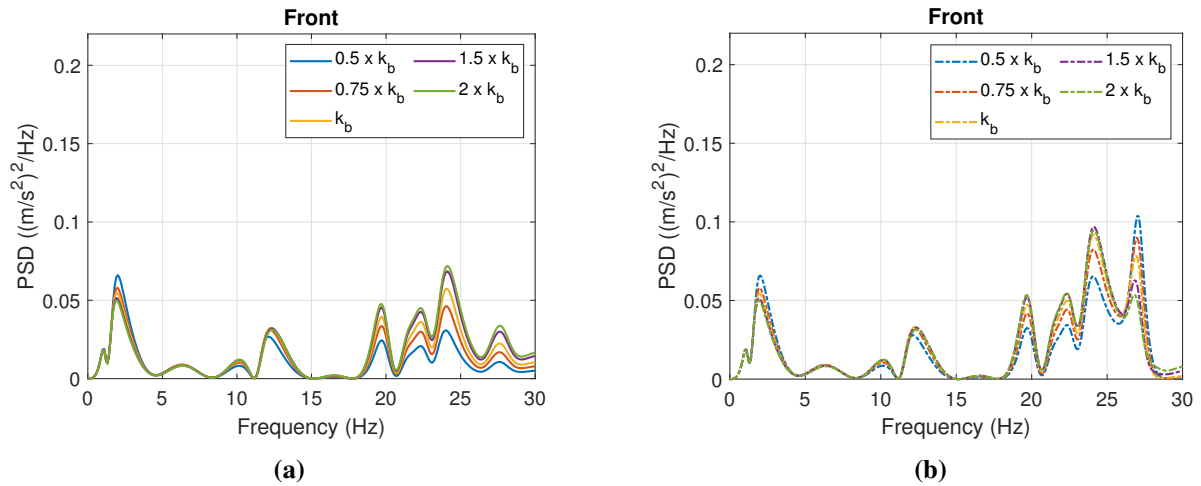 Front
0.5 x k_b
0.75 x k_b
k_b
1.5 x k_b
2 x k_b
0.2
0.15
0.1
0.05
0
PSD ((m/s²)²/Hz)
0 5 10 15 20 25 30
Frequency (Hz)
(a)
Front
0.5 x k_b
0.75 x k_b
k_b
1.5 x k_b
2 x k_b
0.2
0.15
0.1
0.05
0
PSD ((m/s²)²/Hz)
0 5 10 15 20 25 30
Frequency (Hz)
(b)